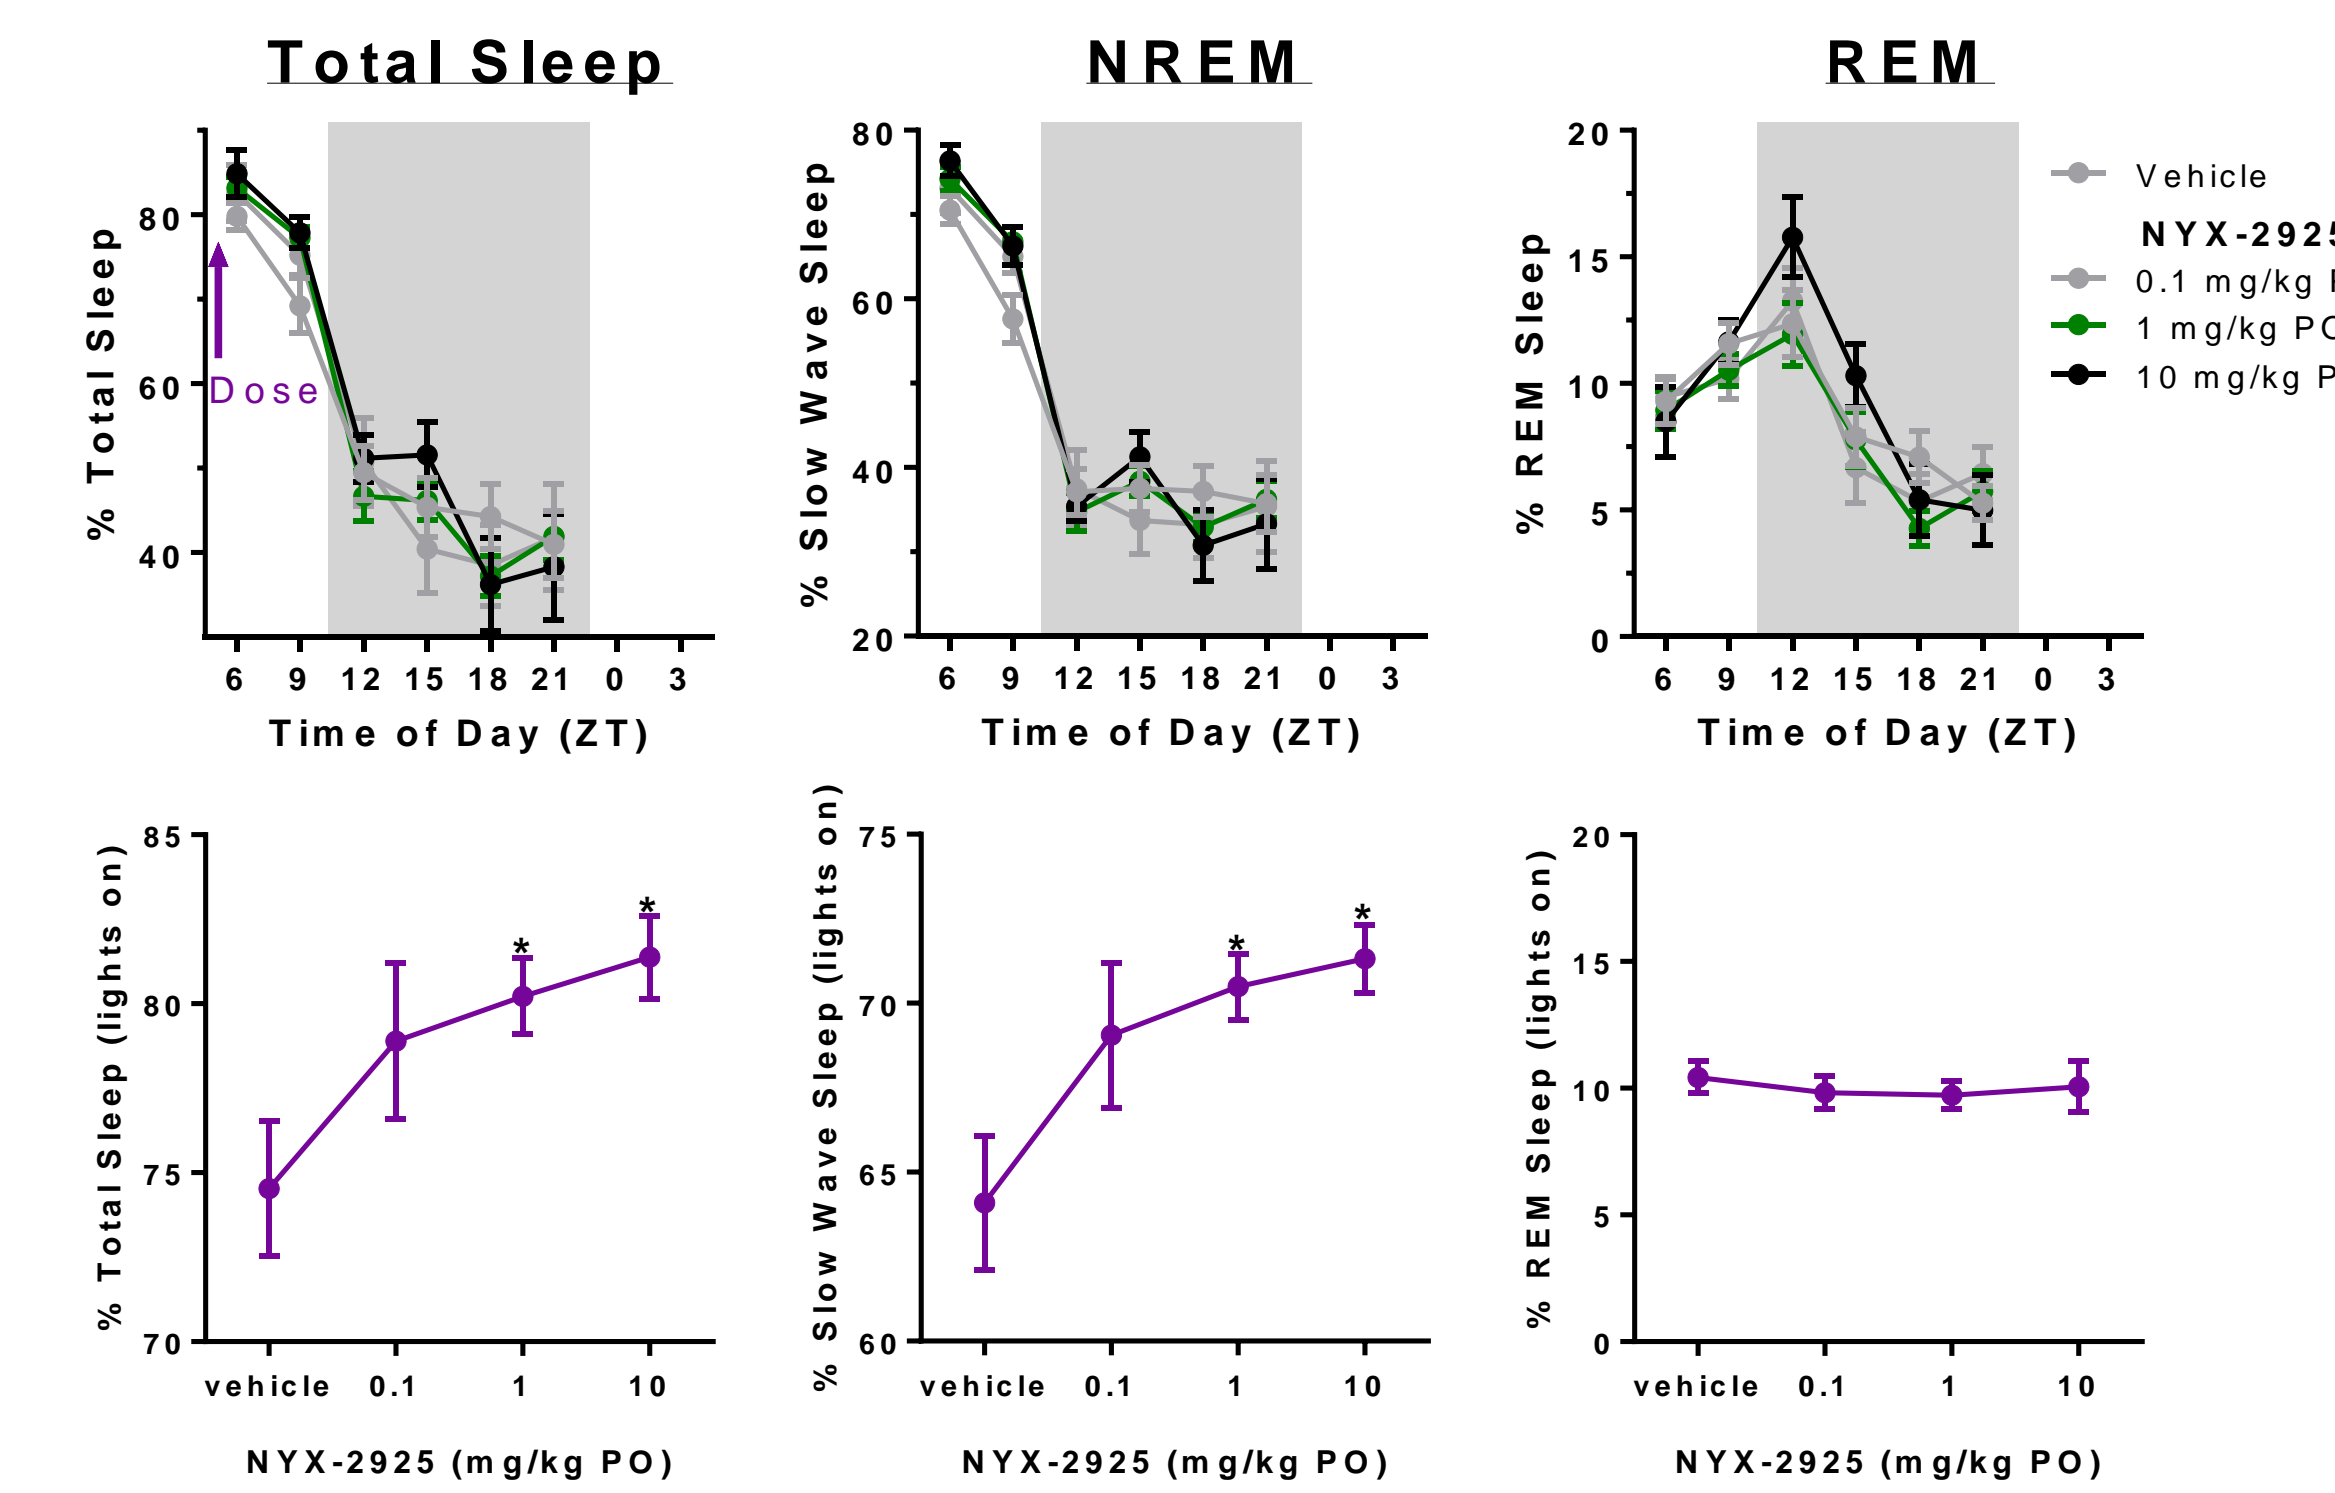 Total Sleep
NREM
REM
% Total Sleep
80
60
40
Dose
6 9 12 15 18 21 0 3
Time of Day (ZT)
% Slow Wave Sleep
80
60
40
20
6 9 12 15 18 21 0 3
Time of Day (ZT)
% REM Sleep
20
15
10
5
0
6 9 12 15 18 21 0 3
Time of Day (ZT)
Vehicle
NYX-2925
0.1 mg/kg
1 mg/kg PO
10 mg/kg
% Total Sleep (lights on)
85
80
75
70
* *
vehicle 0.1 1 10
NYX-2925 (mg/kg PO)
% Slow Wave Sleep (lights on)
75
70
65
60
* *
vehicle 0.1 1 10
NYX-2925 (mg/kg PO)
% REM Sleep (lights on)
20
15
10
5
0
vehicle 0.1 1 10
NYX-2925 (mg/kg PO)